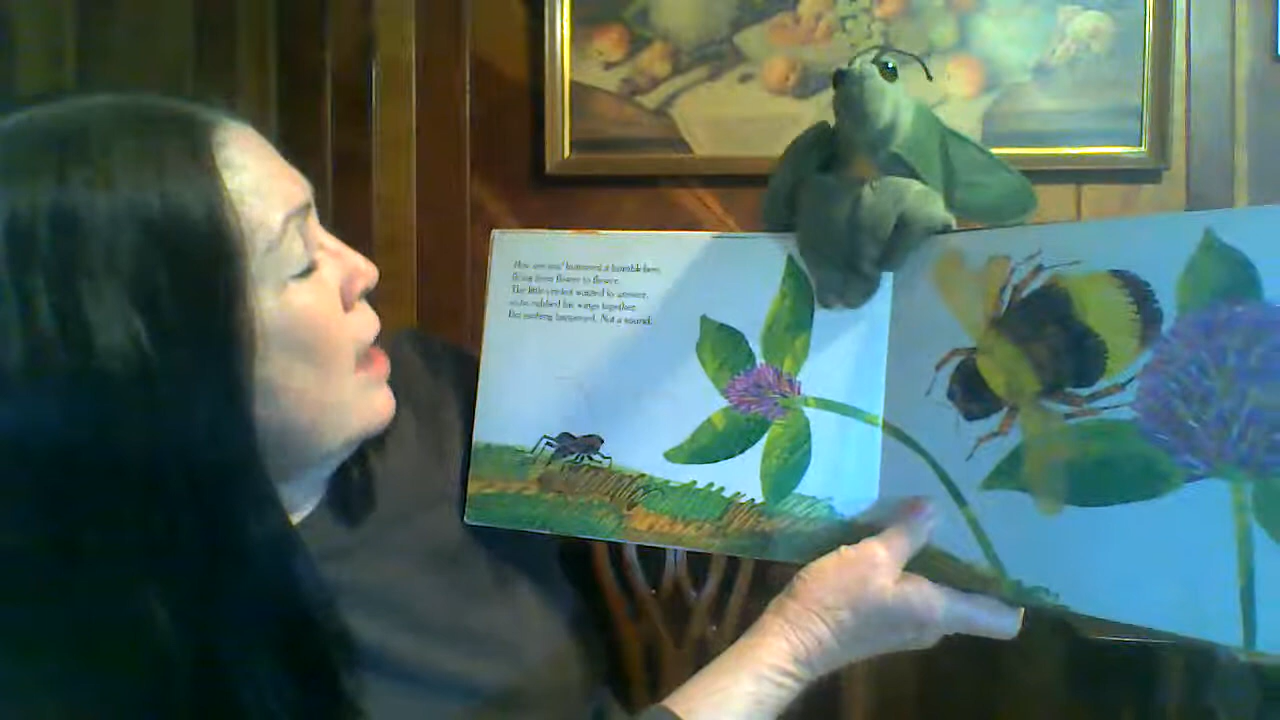 How are you! hummed a bumble bee,
flying from flower to flower.
The little cricket wanted to answer,
so he rubbed his wings together.
But nothing happened. Not a sound.